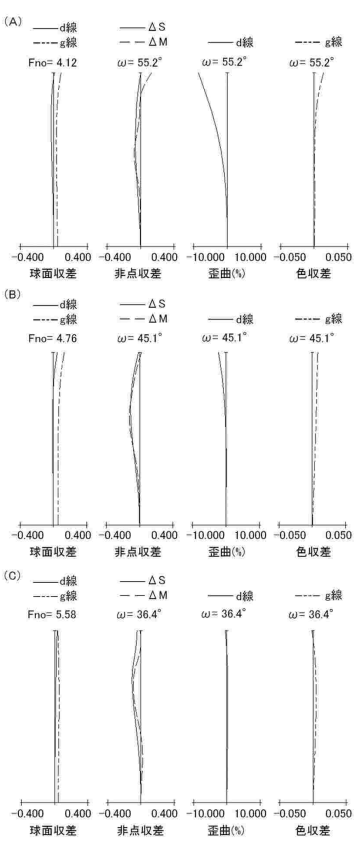 (A)
d線 ΔS
g線 ΔM d線 g線
Fno= 4.12 ω= 55.2° ω= 55.2° ω= 55.2°
-0.400 0.400 -0.400 0.400 -10.000 10.000 -0.050 0.050
球面収差 非点収差 歪曲(%) 色収差
(B)
d線 ΔS
g線 ΔM d線 g線
Fno= 4.76 ω= 45.1° ω= 45.1° ω= 45.1°
-0.400 0.400 -0.400 0.400 -10.000 10.000 -0.050 0.050
球面収差 非点収差 歪曲(%) 色収差
(C)
d線 ΔS
g線 ΔM d線 g線
Fno= 5.58 ω= 36.4° ω= 36.4° ω= 36.4°
-0.400 0.400 -0.400 0.400 -10.000 10.000 -0.050 0.050
球面収差 非点収差 歪曲(%) 色収差